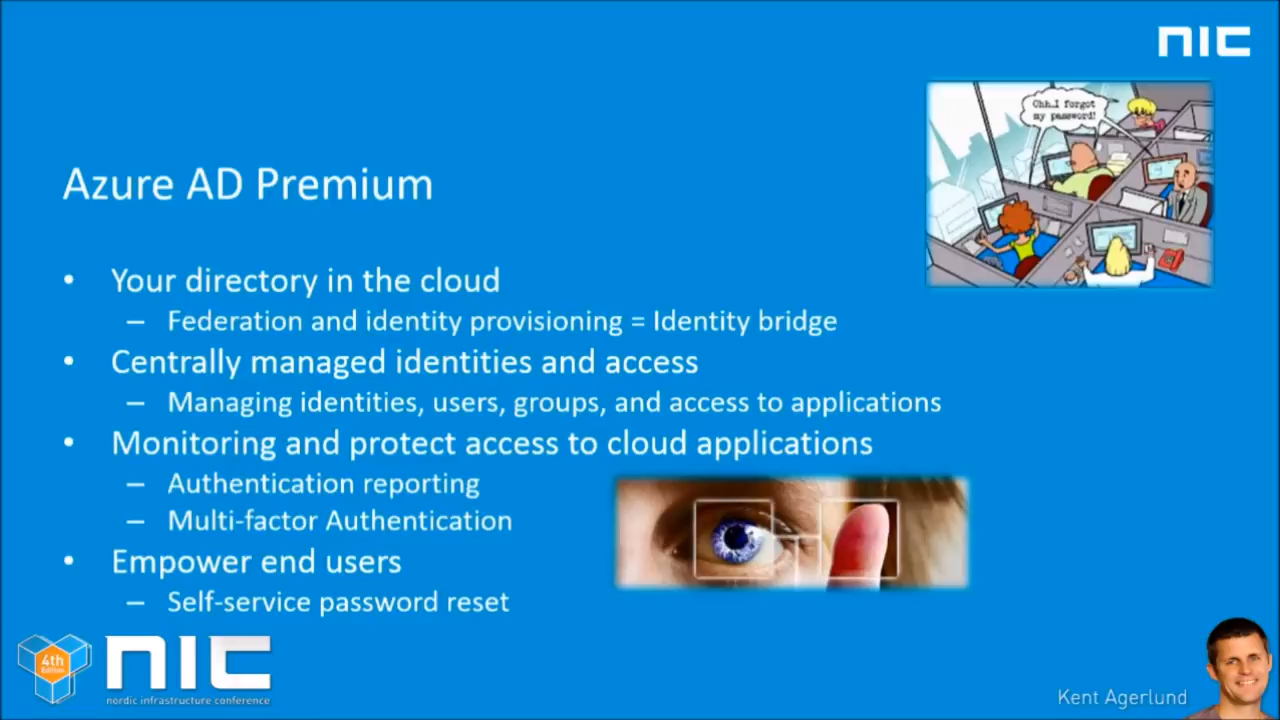 NIC
Ohh..I forgot
my password!
Azure AD Premium
• Your directory in the cloud
– Federation and identity provisioning = Identity bridge
• Centrally managed identities and access
– Managing identities, users, groups, and access to applications
• Monitoring and protect access to cloud applications
– Authentication reporting
– Multi-factor Authentication
• Empower end users
– Self-service password reset
4th
Edition
NIC
nordic infrastructure conference
Kent Agerlund